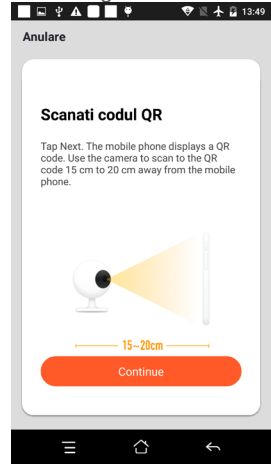 13:49
Anulare
Scanati codul QR
Tap Next. The mobile phone displays a QR
code. Use the camera to scan to the QR
code 15 cm to 20 cm away from the mobile
phone.
15~20cm
Continue